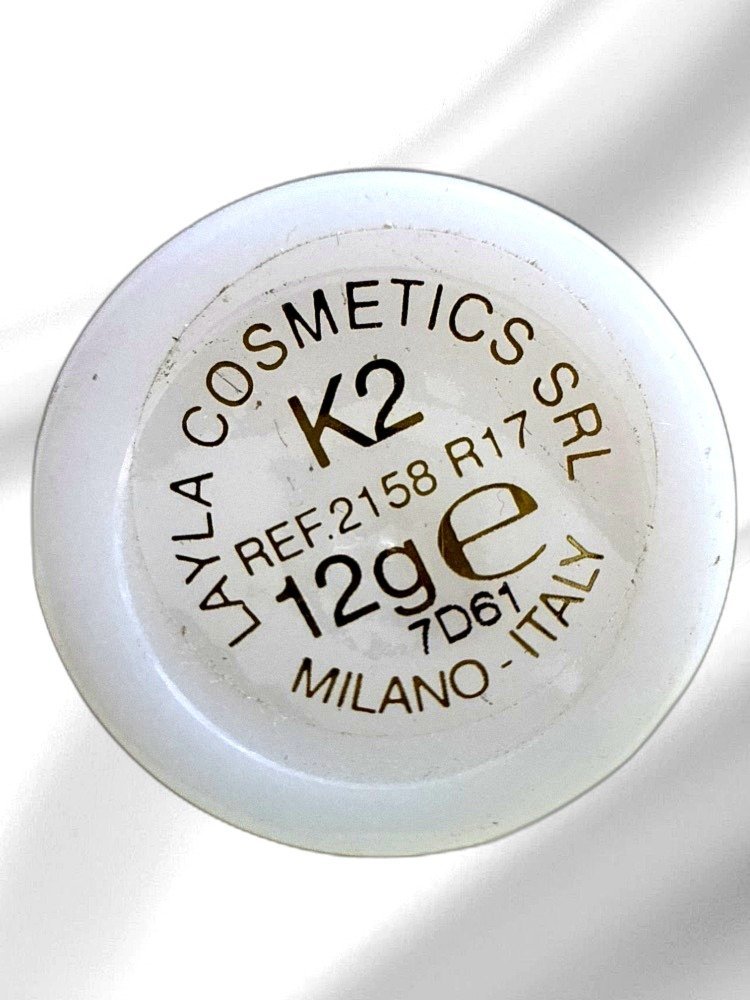 LAYLA COSMETICS SRL
K2
REF.2158 R17
12g e
7D61
MILANO - ITALY